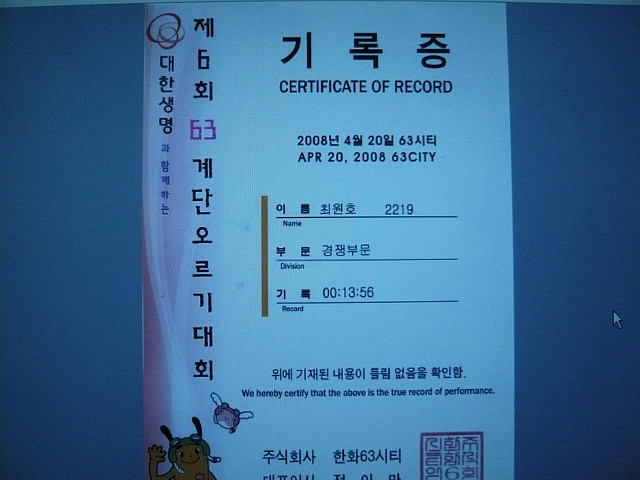 대한생명 과 함께하는
제6회 63 계단오르기대회
기 록 증
CERTIFICATE OF RECORD
2008년 4월 20일 63시티
APR 20, 2008 63CITY
이 름 최원호 2219
Name
부 문 경쟁부문
Division
기 록 00:13:56
Record
위에 기재된 내용이 틀림 없음을 확인함.
We hereby certify that the above is the true record of performance.
주식회사 한화63시티
대표이사